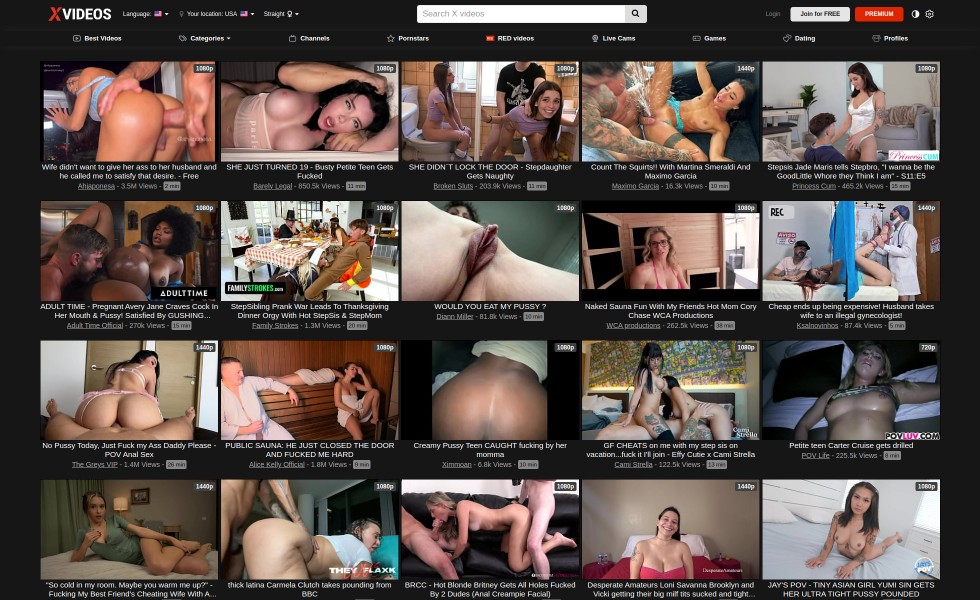 XVIDEOS
Language:
Your location: USA
Straight
Search X videos
Login
Join for FREE
PREMIUM
Best Videos
Categories
Channels
Pornstars
RED videos
Live Cams
Games
Dating
Profiles
1080p
1080p
1080p
1440p
1080p
Wife didn't want to give her ass to her husband and
he called me to satisfy that desire. - Free
Ahiaponesa - 3.5M Views - 2 min
SHE JUST TURNED 19 - Busty Petite Teen Gets
Fucked
Barely Legal - 850.5k Views - 11 min
SHE DIDN'T LOCK THE DOOR - Stepdaughter
Gets Naughty
Broken Sluts - 203.9k Views - 11 min
Count The Squirts!! With Martina Smeraldi And
Maximo Garcia
Maximo Garcia - 16.3k Views - 10 min
PrincessCUM
Stepsis Jade Maris tells Stepbro, "I wanna be the
GoodLittle Whore they Think I am" - S11:E5
Princess Cum - 465.2k Views - 15 min
1080p
1080p
1080p
1080p
1440p
ADULTTIME
ADULT TIME - Pregnant Avery Jane Craves Cock In
Her Mouth & Pussy! Satisfied By GUSHING...
Adult Time Official - 270k Views - 15 min
FAMILYSTROKES.com
StepSibling Prank War Leads To Thanksgiving
Dinner Orgy With Hot StepSis & StepMom
Family Strokes - 1.3M Views - 20 min
WOULD YOU EAT MY PUSSY ?
Diann Miller - 81.8k Views - 10 min
Naked Sauna Fun With My Friends Hot Mom Cory
Chase WCA Productions
WCA productions - 262.5k Views - 36 min
REC
AVISO
Cheap ends up being expensive! Husband takes
wife to an illegal gynecologist!
Ksalnovinhos - 87.4k Views - 5 min
1440p
1080p
1080p
1080p
720p
No Pussy Today, Just Fuck my Ass Daddy Please -
POV Anal Sex
The Greys VIP - 1.4M Views - 26 min
PUBLIC SAUNA: HE JUST CLOSED THE DOOR
AND FUCKED ME HARD
Alice Kelly Official - 1.8M Views - 9 min
Creamy Pussy Teen CAUGHT fucking by her
momma
Ximmoan - 6.8k Views - 10 min
Cami
Strella
GF CHEATS on me with my step sis on
vacation...fuck it I'll join - Effy Cutie x Cami Strella
Cami Strella - 122.5k Views - 13 min
POVLUV.COM
Petite teen Carter Cruise gets drilled
POV Life - 225.5k Views - 8 min
1440p
1080p
1080p
1440p
1080p
"So cold in my room. Maybe you warm me up?" -
Fucking My Best Friend's Cheating Wife With A...
THEY FLAXX
thick latina Carmela Clutch takes pounding from
BBC
BRCC - Hot Blonde Britney Gets All Holes Fucked
By 2 Dudes (Anal Creampie Facial)
DesperateAmateurs
Desperate Amateurs Loni Savanna Brooklyn and
Vicki getting their big milf tits sucked and tight...
JAY'S POV - TINY ASIAN GIRL YUMI SIN GETS
HER ULTRA TIGHT PUSSY POUNDED